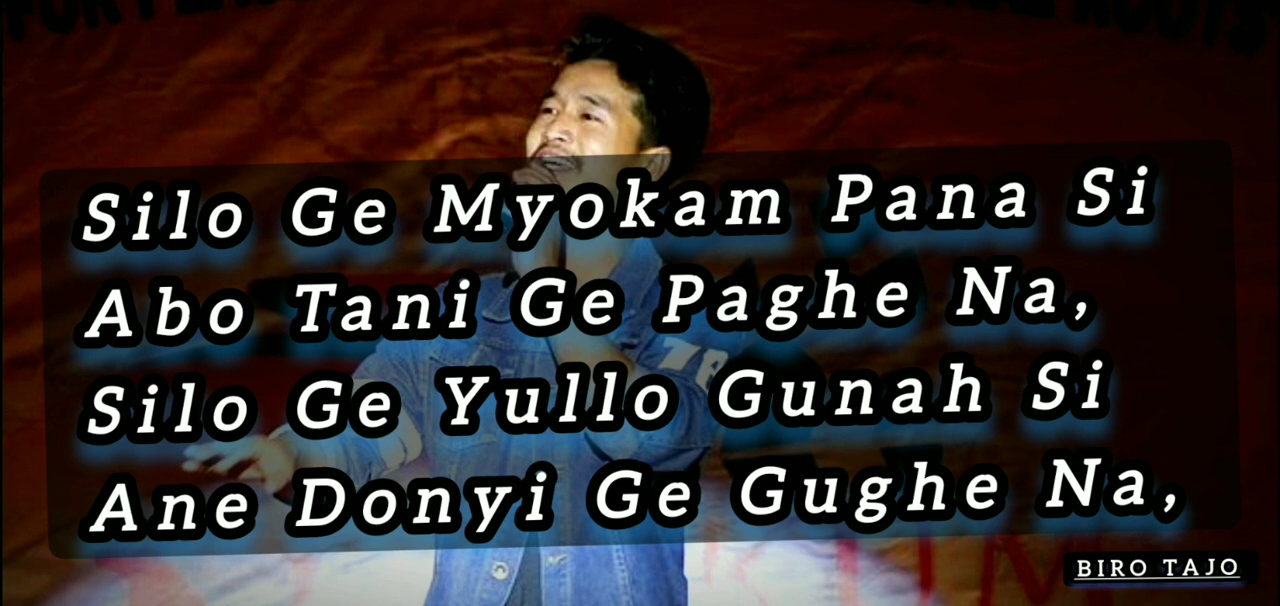 Silo Ge Myokam Pana Si
Abo Tani Ge Paghe Na,
Silo Ge Yullo Gunah Si
Ane Donyi Ge Gughe Na,
BIRO TAJO